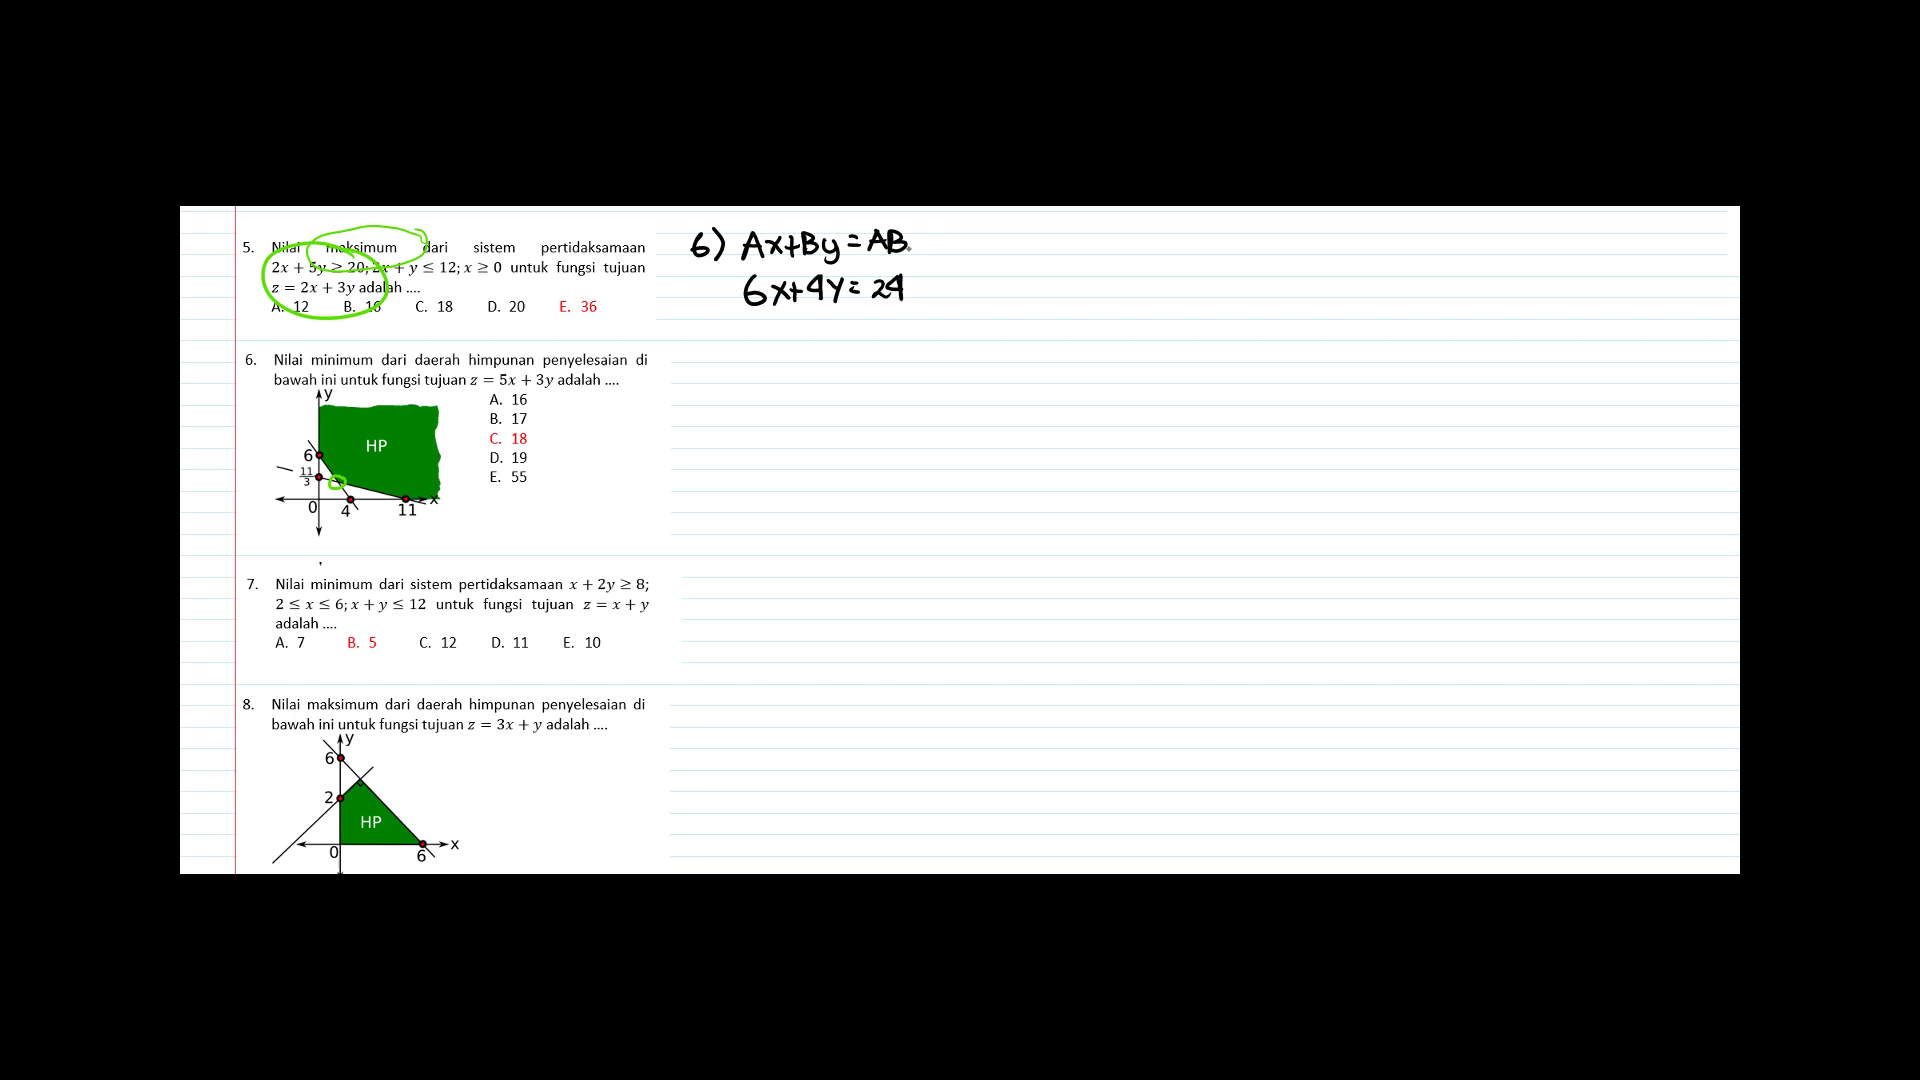 5. Nilai maksimum dari sistem pertidaksamaan
2x + 5y ≥ 20; 2x + y ≤ 12; x ≥ 0 untuk fungsi tujuan
z = 2x + 3y adalah ....
A. 12 B. 16 C. 18 D. 20 E. 36
6. Nilai minimum dari daerah himpunan penyelesaian di
bawah ini untuk fungsi tujuan z = 5x + 3y adalah ....
y
A. 16
B. 17
C. 18
D. 19
E. 55
HP
6
11/3
x
0 4 11
7. Nilai minimum dari sistem pertidaksamaan x + 2y ≥ 8;
2 ≤ x ≤ 6; x + y ≤ 12 untuk fungsi tujuan z = x + y
adalah ....
A. 7 B. 5 C. 12 D. 11 E. 10
8. Nilai maksimum dari daerah himpunan penyelesaian di
bawah ini untuk fungsi tujuan z = 3x + y adalah ....
y
6
2
HP
x
0 6
6) Ax+By=AB
6x+4y=24